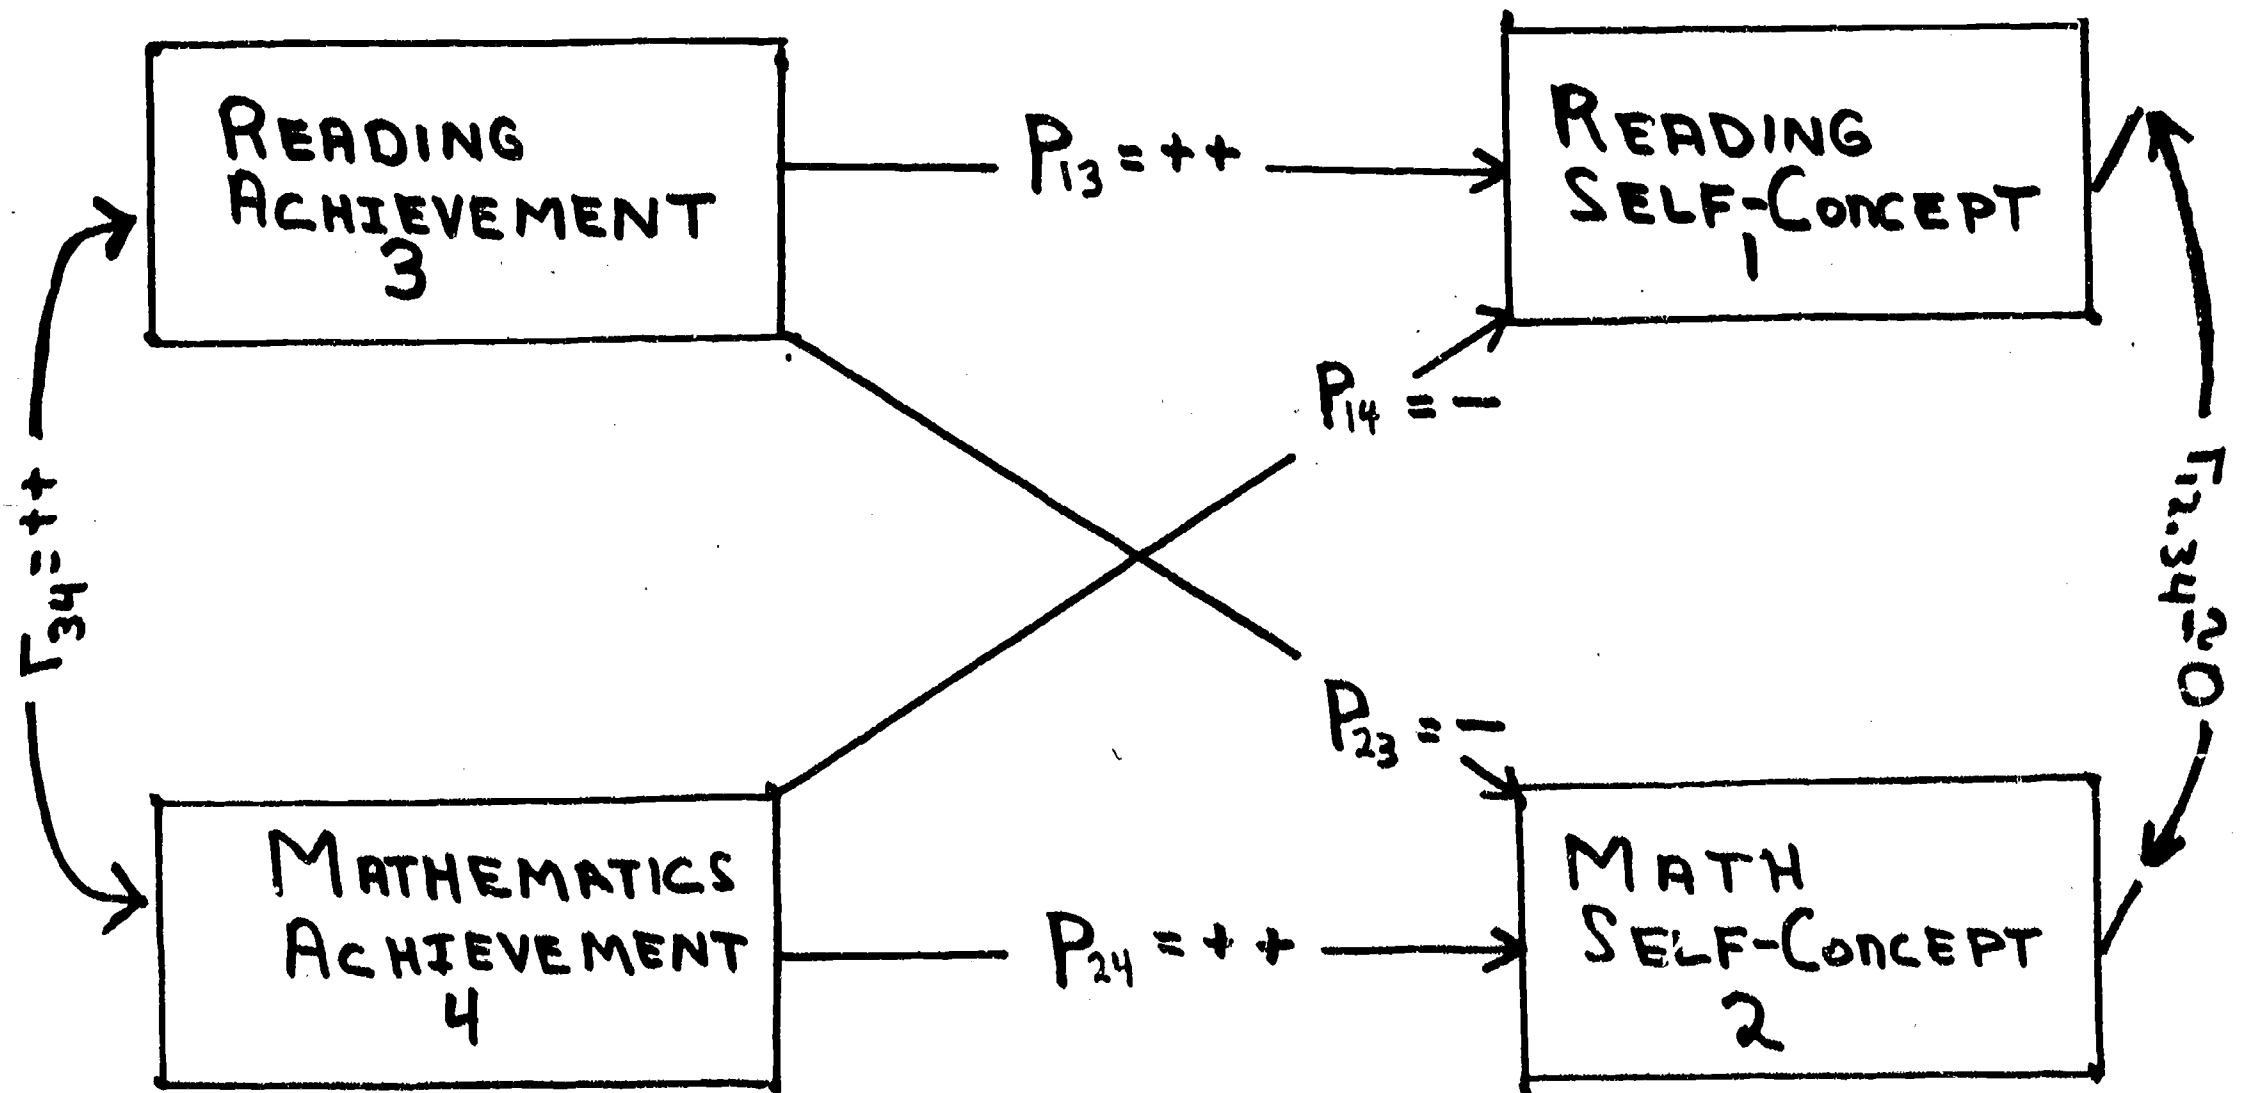 READING
ACHIEVEMENT
3
P13 = ++
READING
SELF-CONCEPT
1
P14 = -
r34 = ++
r12.34 = ?0
P23 = -
MATHEMATICS
ACHIEVEMENT
4
P24 = ++
MATH
SELF-CONCEPT
2